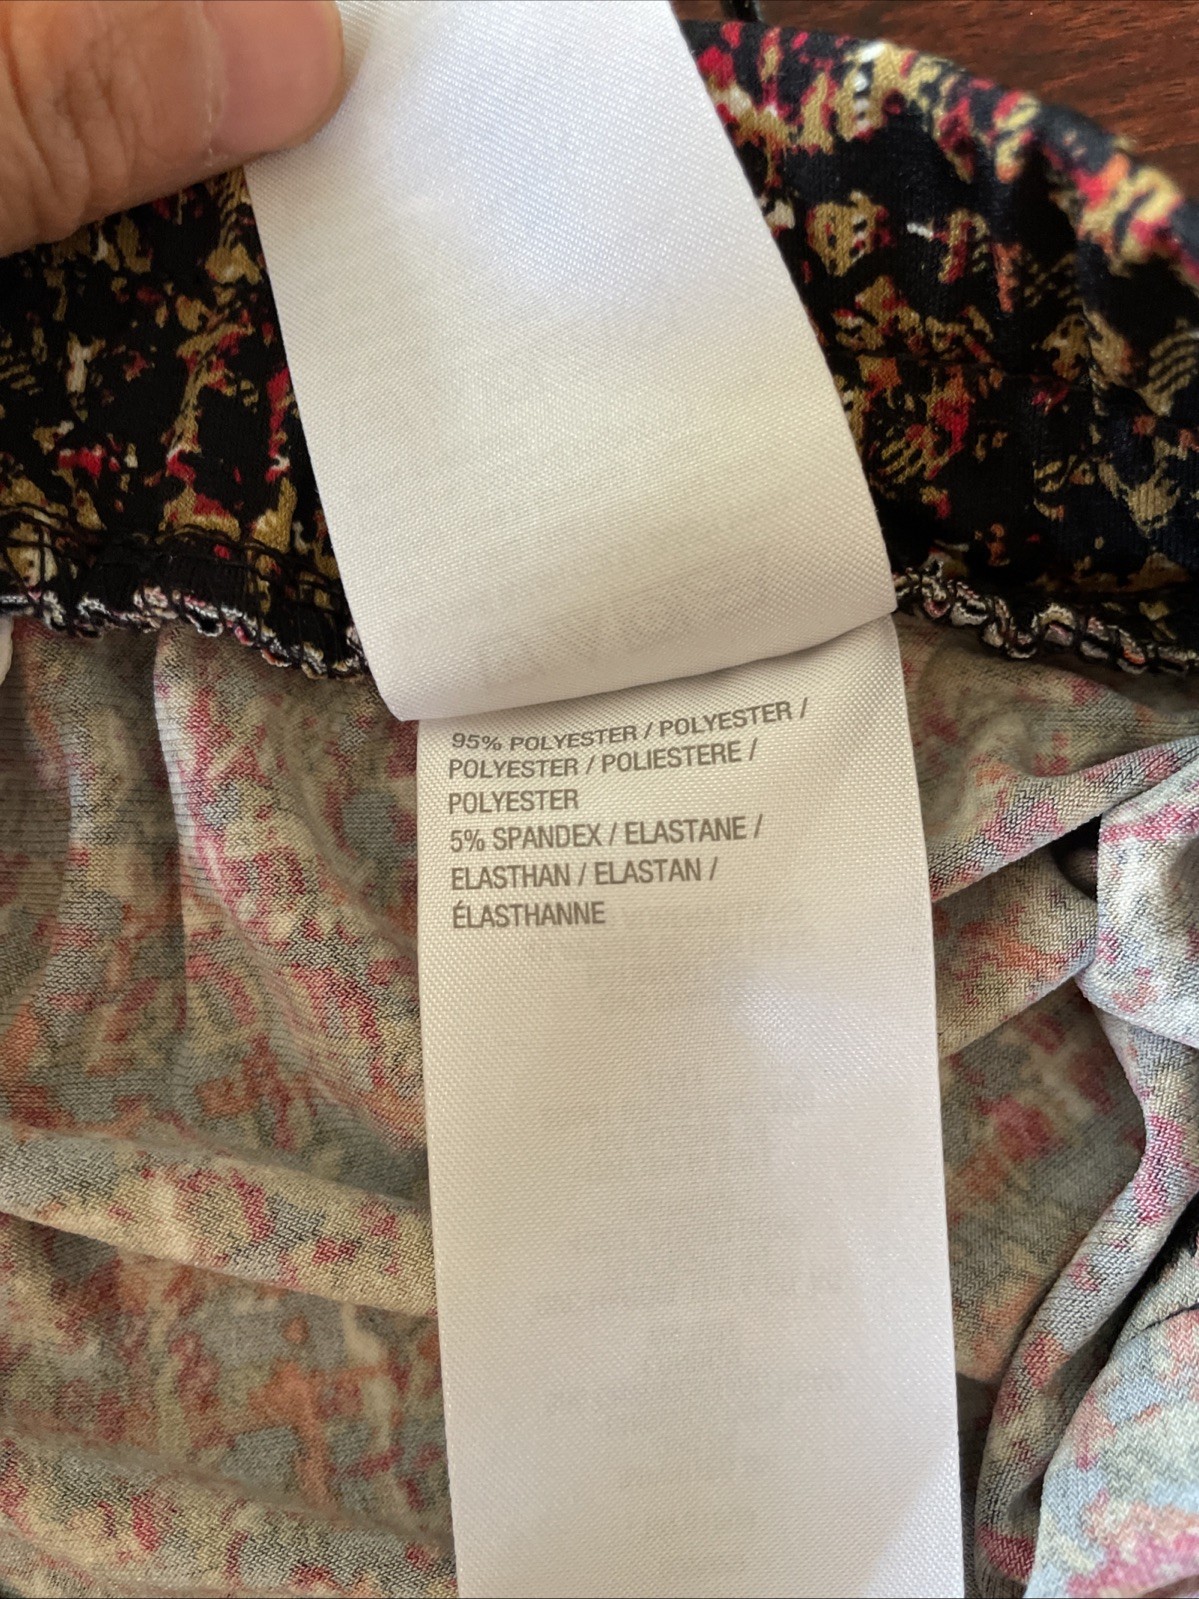 95% POLYESTER / POLYESTER /
POLYESTER / POLIESTERE /
POLYESTER
5% SPANDEX / ELASTANE /
ELASTHAN / ELASTAN /
ÉLASTHANNE